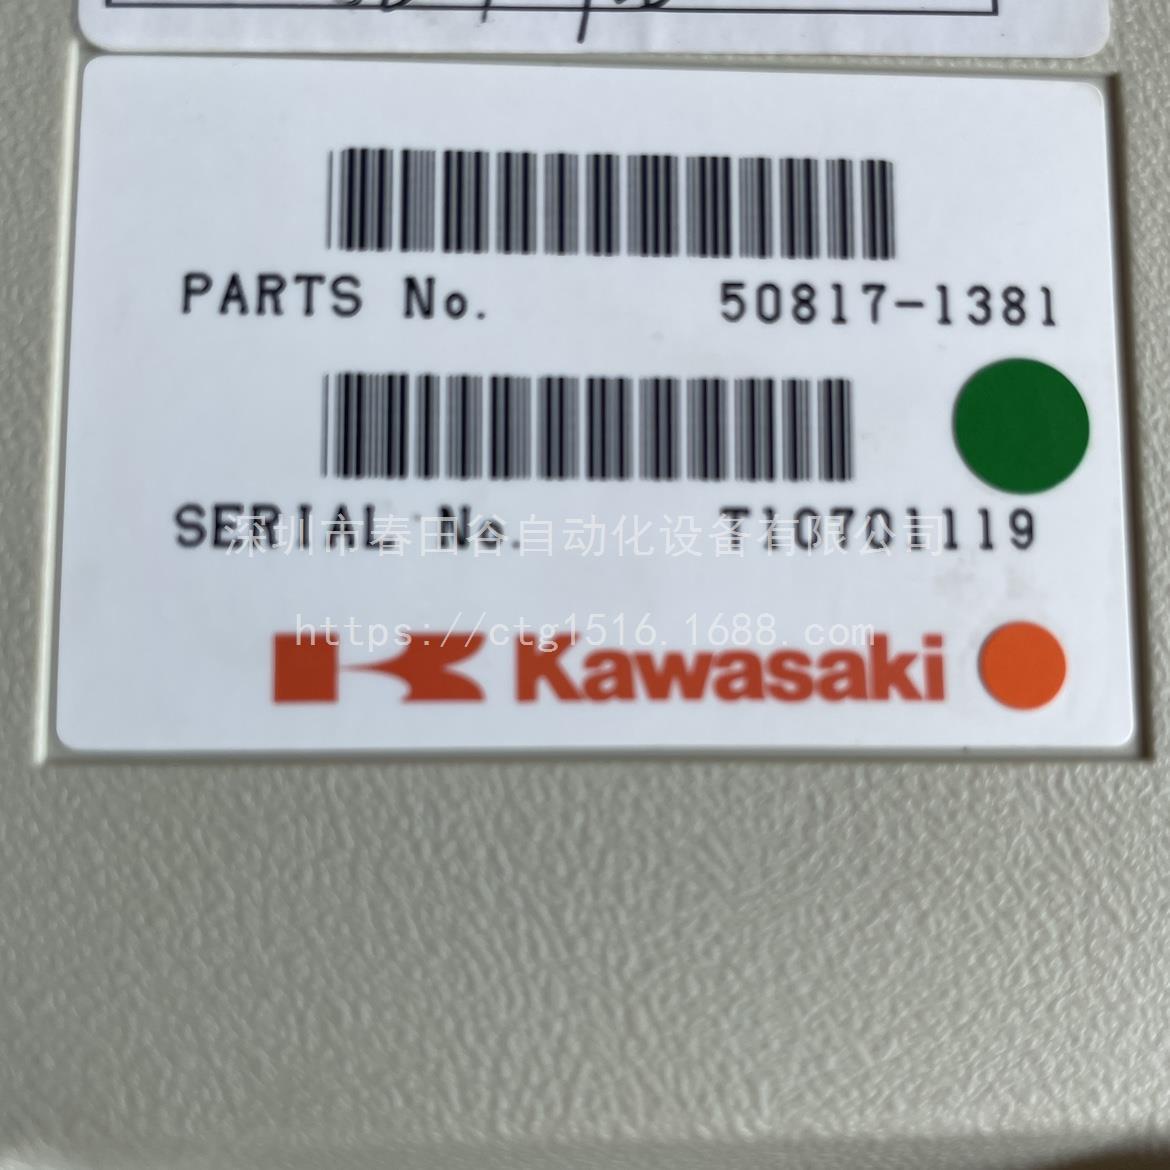 PARTS No. 50817-1381
SERIAL No. T10701119
深圳市春田谷自动化设备有限公司
https://ctg1516.1688.com
Kawasaki